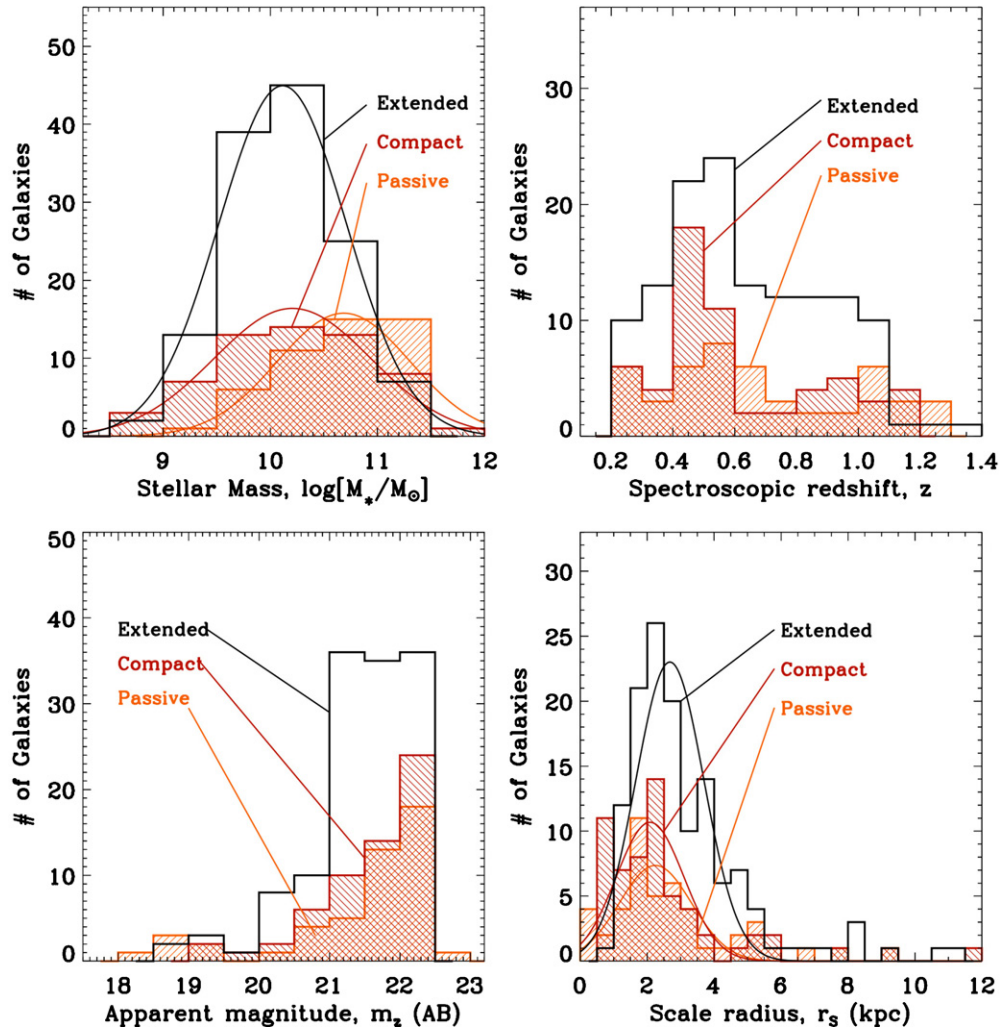 50
40
30
20
10
0
# of Galaxies
Extended
Compact
Passive
9 10 11 12
Stellar Mass, log[M*/M⊙]
30
20
10
0
# of Galaxies
Extended
Compact
Passive
0.2 0.4 0.6 0.8 1.0 1.2 1.4
Spectroscopic redshift, z
50
40
30
20
10
0
# of Galaxies
Extended
Compact
Passive
18 19 20 21 22 23
Apparent magnitude, m_z (AB)
30
25
20
15
10
5
0
# of Galaxies
Extended
Compact
Passive
0 2 4 6 8 10 12
Scale radius, r_S (kpc)